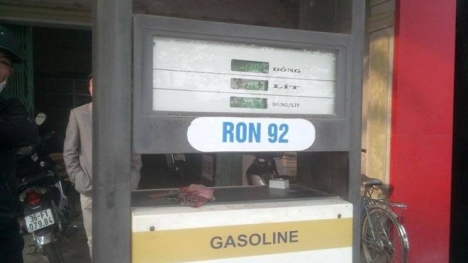 ĐỒNG
LÍT
ĐỒNG/LÍT
RON 92
GASOLINE